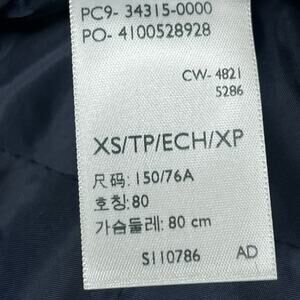 PC9- 34315-0000
PO- 4100528928
CW-4821
5286
XS/TP/ECH/XP
尺码: 150/76A
호칭: 80
가슴둘레: 80 cm
S110786 AD